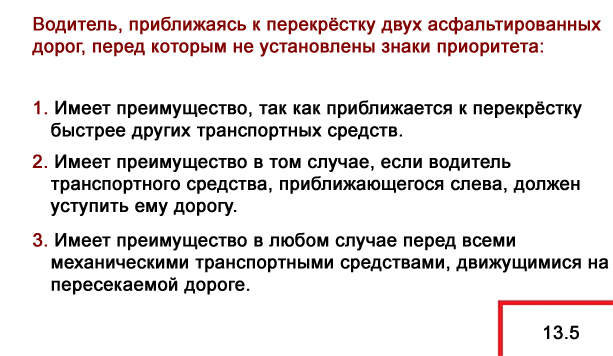 Водитель, приближаясь к перекрёстку двух асфальтированных
дорог, перед которым не установлены знаки приоритета:
1. Имеет преимущество, так как приближается к перекрёстку
быстрее других транспортных средств.
2. Имеет преимущество в том случае, если водитель
транспортного средства, приближающегося слева, должен
уступить ему дорогу.
3. Имеет преимущество в любом случае перед всеми
механическими транспортными средствами, движущимися на
пересекаемой дороге.
13.5